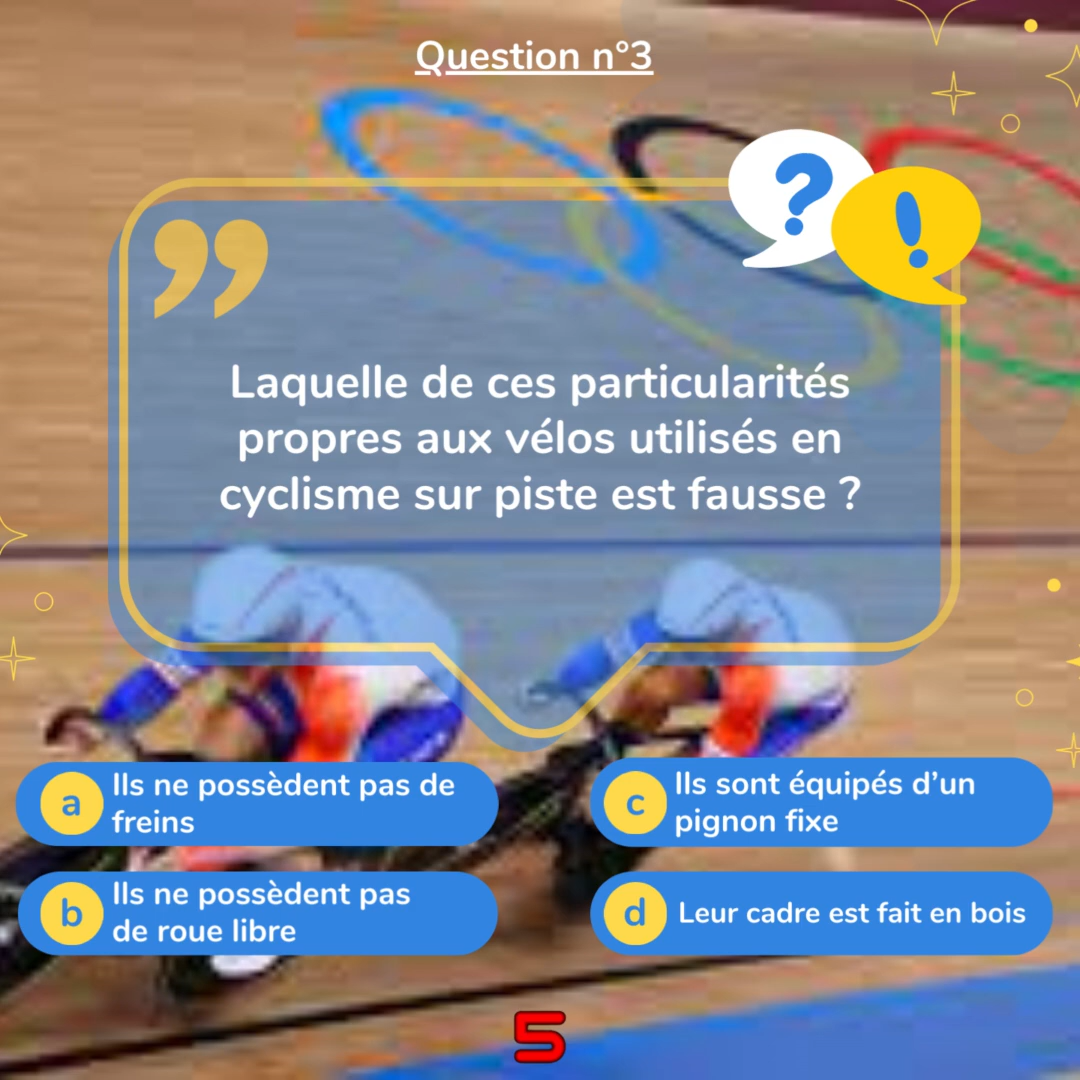 Question n°3
”
?
!
Laquelle de ces particularités
propres aux vélos utilisés en
cyclisme sur piste est fausse ?
a
Ils ne possèdent pas de
freins
b
Ils ne possèdent pas
de roue libre
c
Ils sont équipés d’un
pignon fixe
d
Leur cadre est fait en bois
5